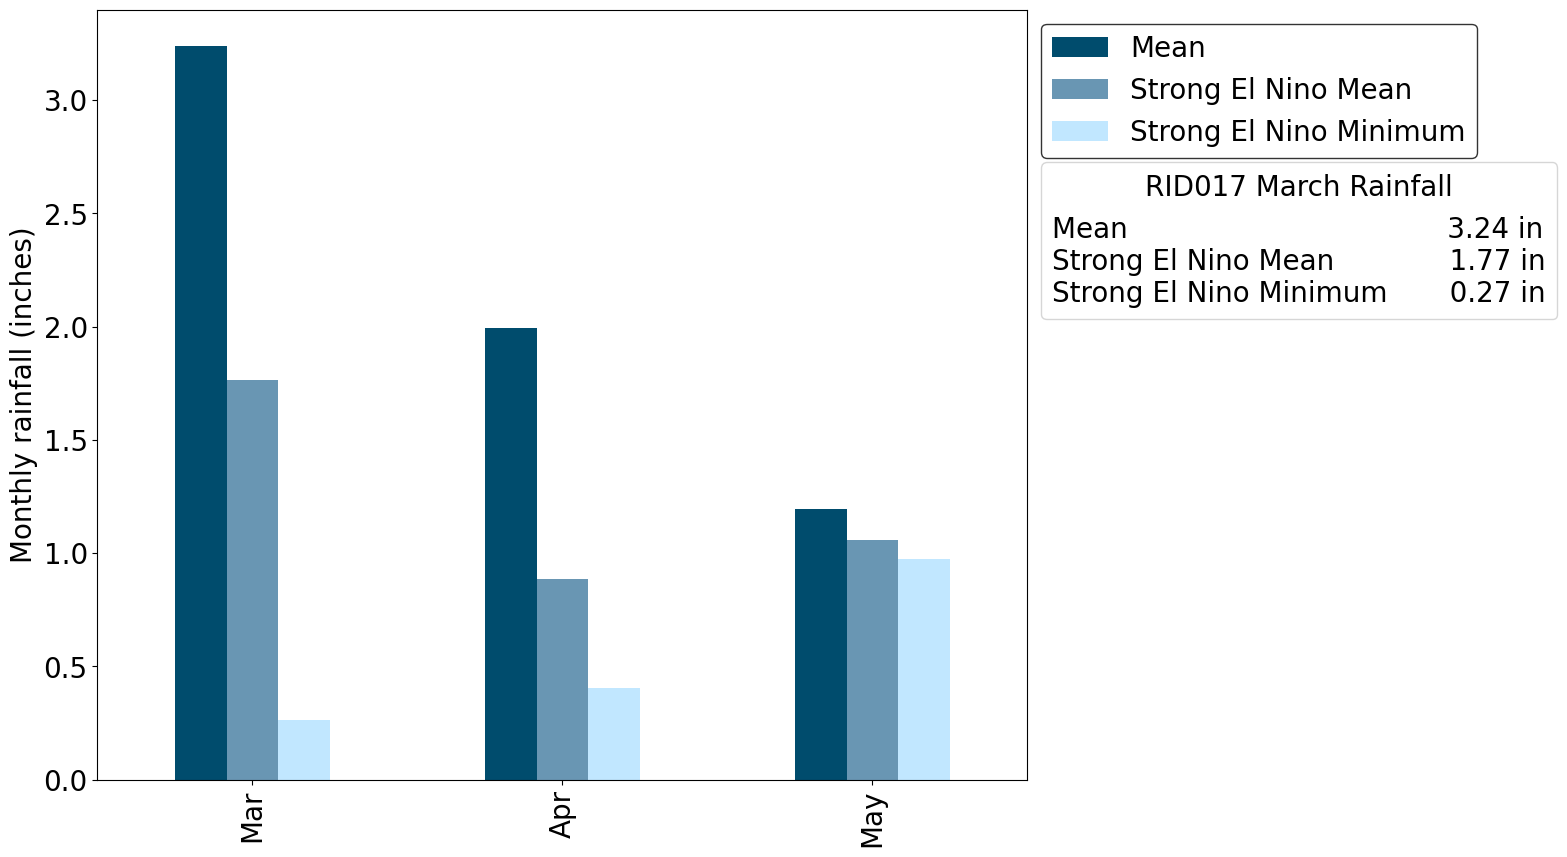 Monthly rainfall (inches)
3.0
2.5
2.0
1.5
1.0
0.5
0.0
Mar
Apr
May
Mean
Strong El Nino Mean
Strong El Nino Minimum
RID017 March Rainfall
Mean 3.24 in
Strong El Nino Mean 1.77 in
Strong El Nino Minimum 0.27 in